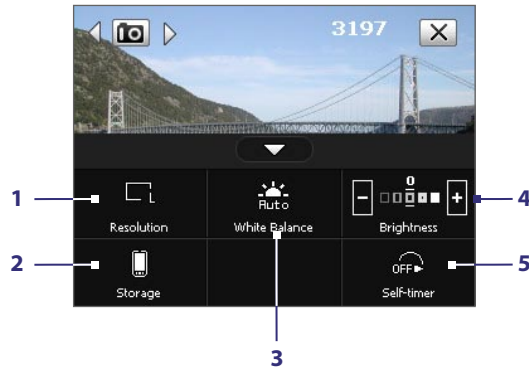 3197
0
L
Auto
1
4
Resolution
White Balance
Brightness
OFF
2
5
Storage
Self-timer
3